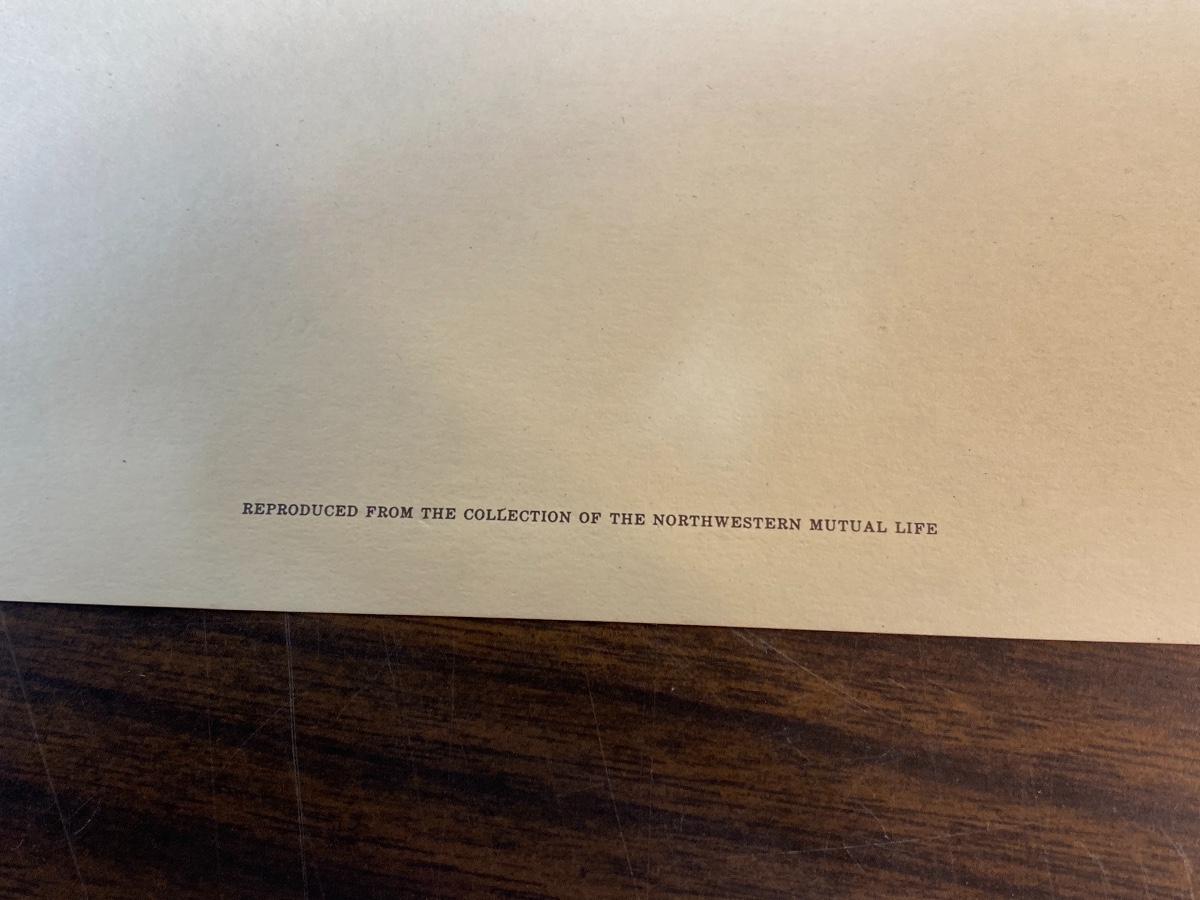 REPRODUCED FROM THE COLLECTION OF THE NORTHWESTERN MUTUAL LIFE